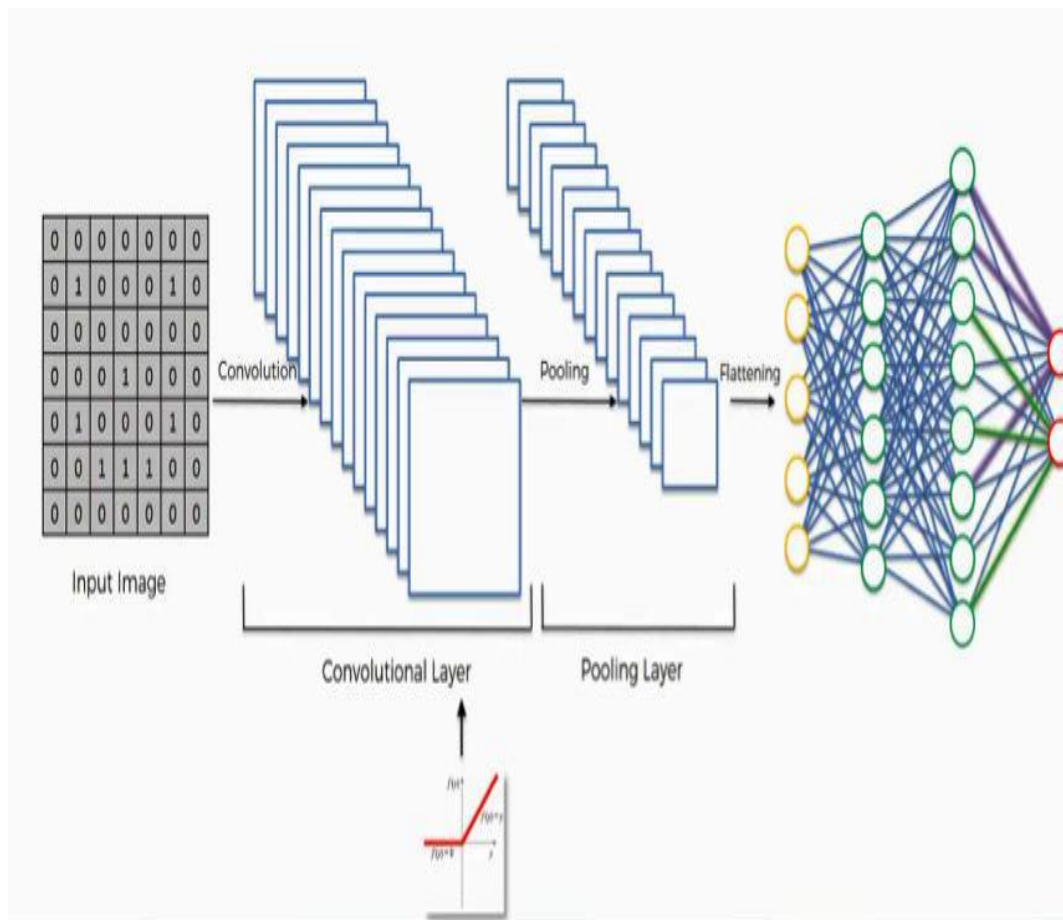 0 0 0 0 0 0 0
0 1 0 0 0 1 0
0 0 0 0 0 0 0
0 0 0 1 0 0 0
0 1 0 0 0 1 0
0 0 1 1 1 0 0
0 0 0 0 0 0 0
Input Image
Convolution
Pooling
Flattening
Convolutional Layer
Pooling Layer